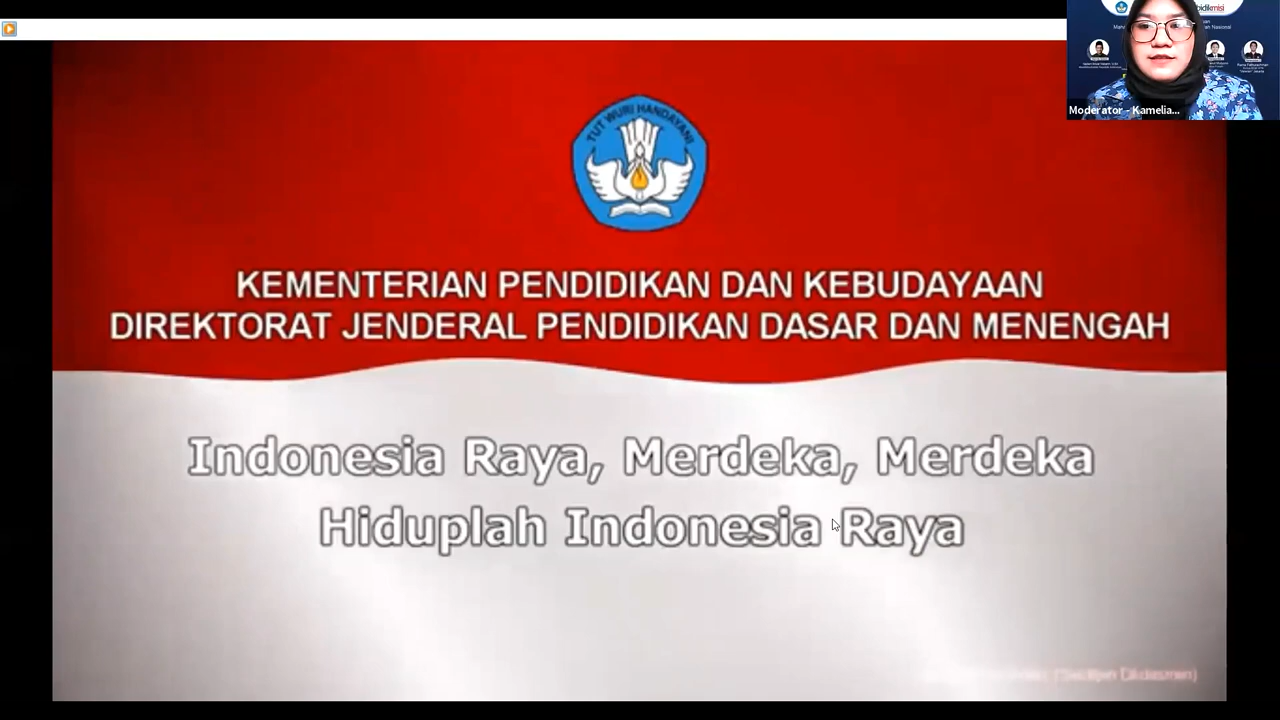 TUT WURI HANDAYANI
KEMENTERIAN PENDIDIKAN DAN KEBUDAYAAN
DIREKTORAT JENDERAL PENDIDIKAN DASAR DAN MENENGAH
Indonesia Raya, Merdeka, Merdeka
Hiduplah Indonesia Raya
Moderator - Kamelia...